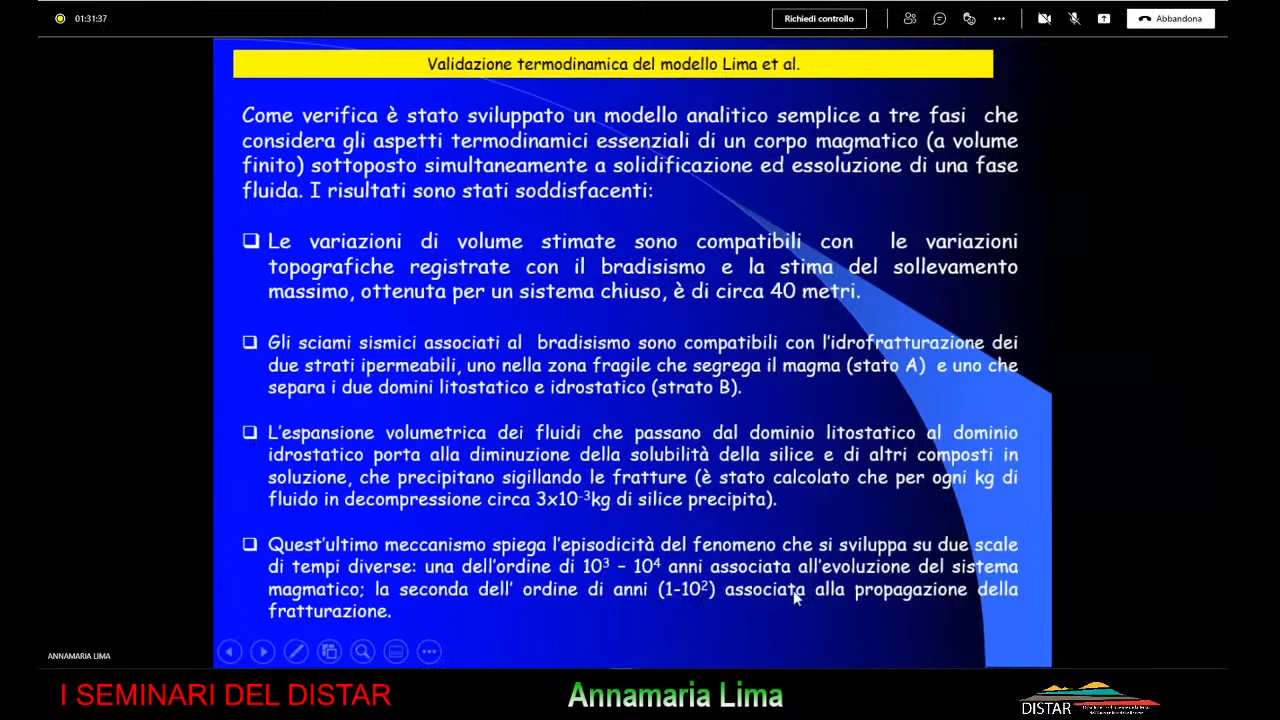 01:31:37
Richiedi controllo
Abbandona
Validazione termodinamica del modello Lima et al.
Come verifica è stato sviluppato un modello analitico semplice a tre fasi che
considera gli aspetti termodinamici essenziali di un corpo magmatico (a volume
finito) sottoposto simultaneamente a solidificazione ed essoluzione di una fase
fluida. I risultati sono stati soddisfacenti:
❑ Le variazioni di volume stimate sono compatibili con le variazioni
topografiche registrate con il bradisismo e la stima del sollevamento
massimo, ottenuta per un sistema chiuso, è di circa 40 metri.
❑ Gli sciami sismici associati al bradisismo sono compatibili con l'idrofratturazione dei
due strati ipermeabili, uno nella zona fragile che segrega il magma (stato A) e uno che
separa i due domini litostatico e idrostatico (strato B).
❑ L'espansione volumetrica dei fluidi che passano dal dominio litostatico al dominio
idrostatico porta alla diminuzione della solubilità della silice e di altri composti in
soluzione, che precipitano sigillando le fratture (è stato calcolato che per ogni kg di
fluido in decompressione circa 3x10⁻³kg di silice precipita).
❑ Quest'ultimo meccanismo spiega l'episodicità del fenomeno che si sviluppa su due scale
di tempi diverse: una dell'ordine di 10³ – 10⁴ anni associata all'evoluzione del sistema
magmatico; la seconda dell' ordine di anni (1-10²) associata alla propagazione della
fratturazione.
ANNAMARIA LIMA
I SEMINARI DEL DISTAR
Annamaria Lima
DISTAR